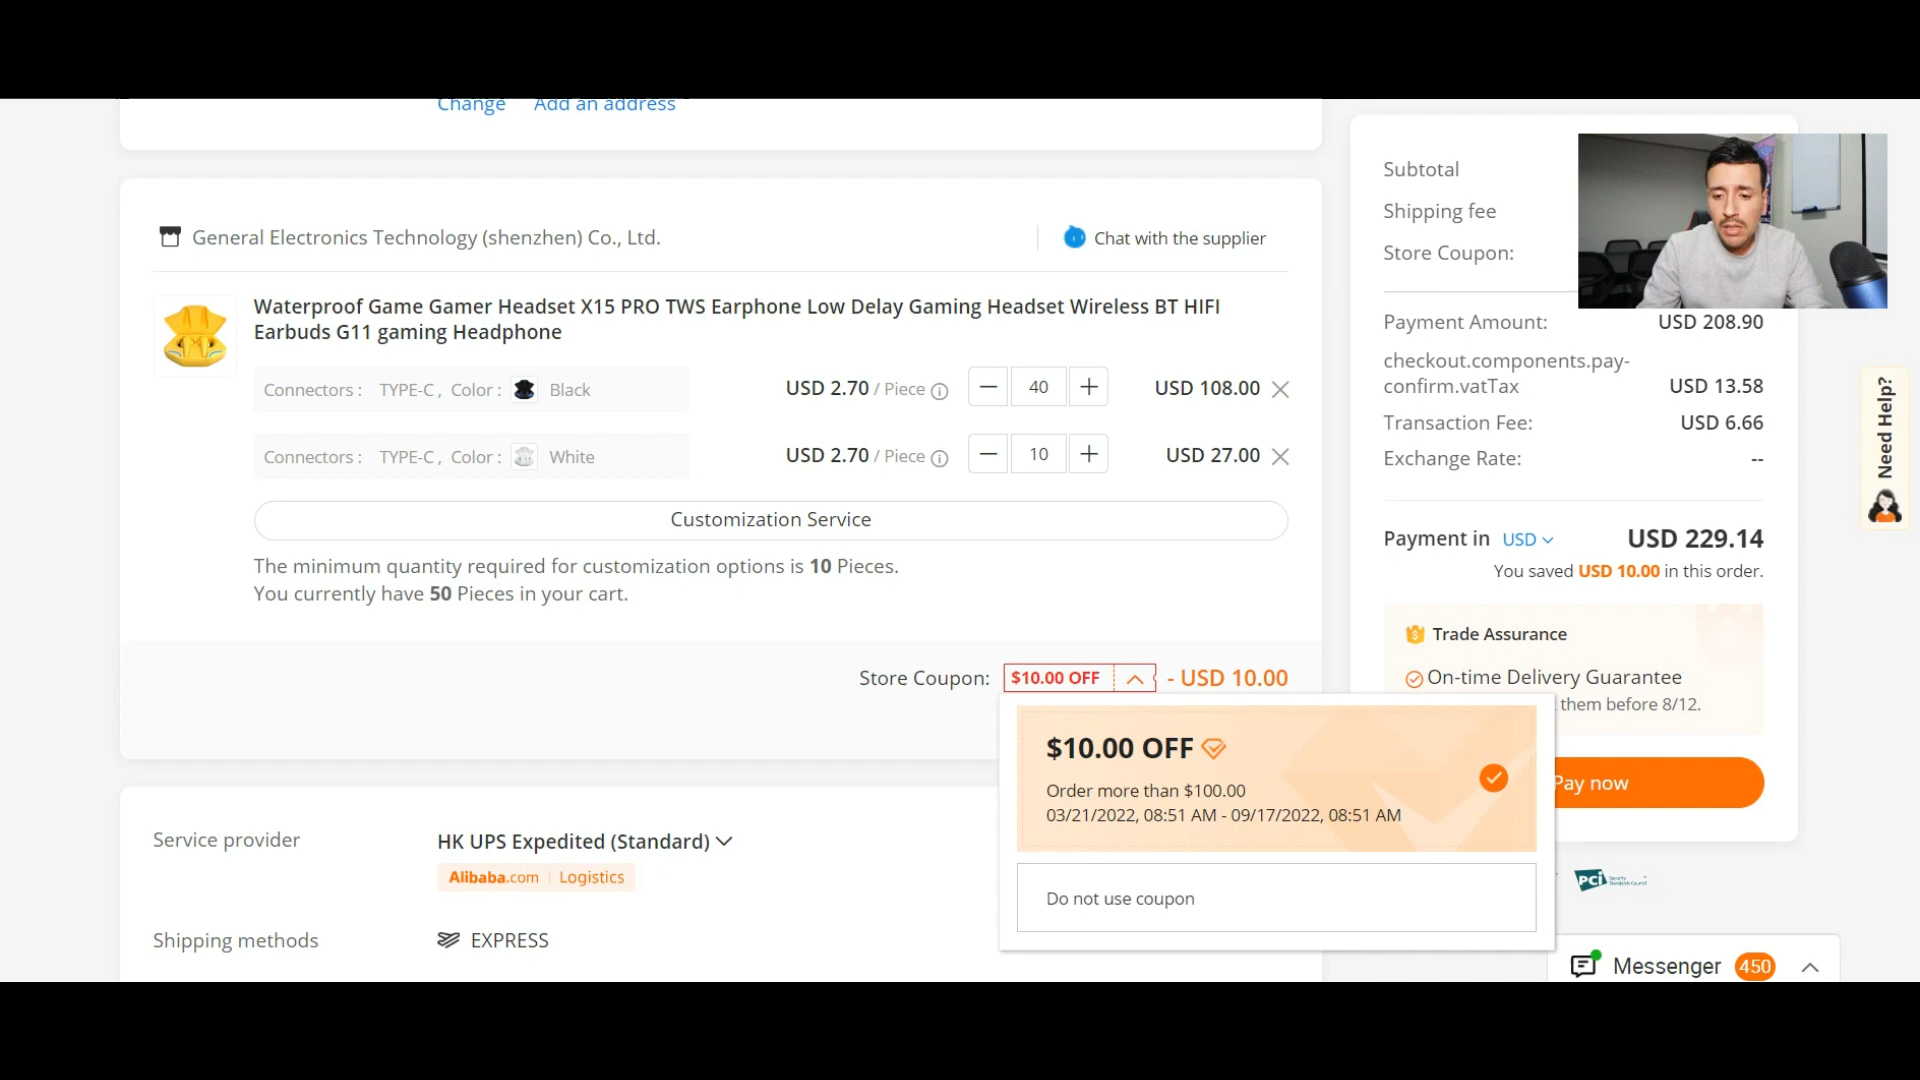 Change Add an address
General Electronics Technology (shenzhen) Co., Ltd.
Chat with the supplier
Waterproof Game Gamer Headset X15 PRO TWS Earphone Low Delay Gaming Headset Wireless BT HIFI
Earbuds G11 gaming Headphone
Connectors : TYPE-C , Color : Black USD 2.70 / Piece 40 USD 108.00
Connectors : TYPE-C , Color : White USD 2.70 / Piece 10 USD 27.00
Customization Service
The minimum quantity required for customization options is 10 Pieces.
You currently have 50 Pieces in your cart.
Store Coupon: $10.00 OFF - USD 10.00
$10.00 OFF
Order more than $100.00
03/21/2022, 08:51 AM - 09/17/2022, 08:51 AM
Do not use coupon
Service provider HK UPS Expedited (Standard)
Alibaba.com Logistics
Shipping methods EXPRESS
Subtotal
Shipping fee
Store Coupon:
Payment Amount: USD 208.90
checkout.components.pay-
confirm.vatTax USD 13.58
Transaction Fee: USD 6.66
Exchange Rate: --
Payment in USD USD 229.14
You saved USD 10.00 in this order.
Trade Assurance
On-time Delivery Guarantee
them before 8/12.
Pay now
PCI
Need Help?
Messenger 450